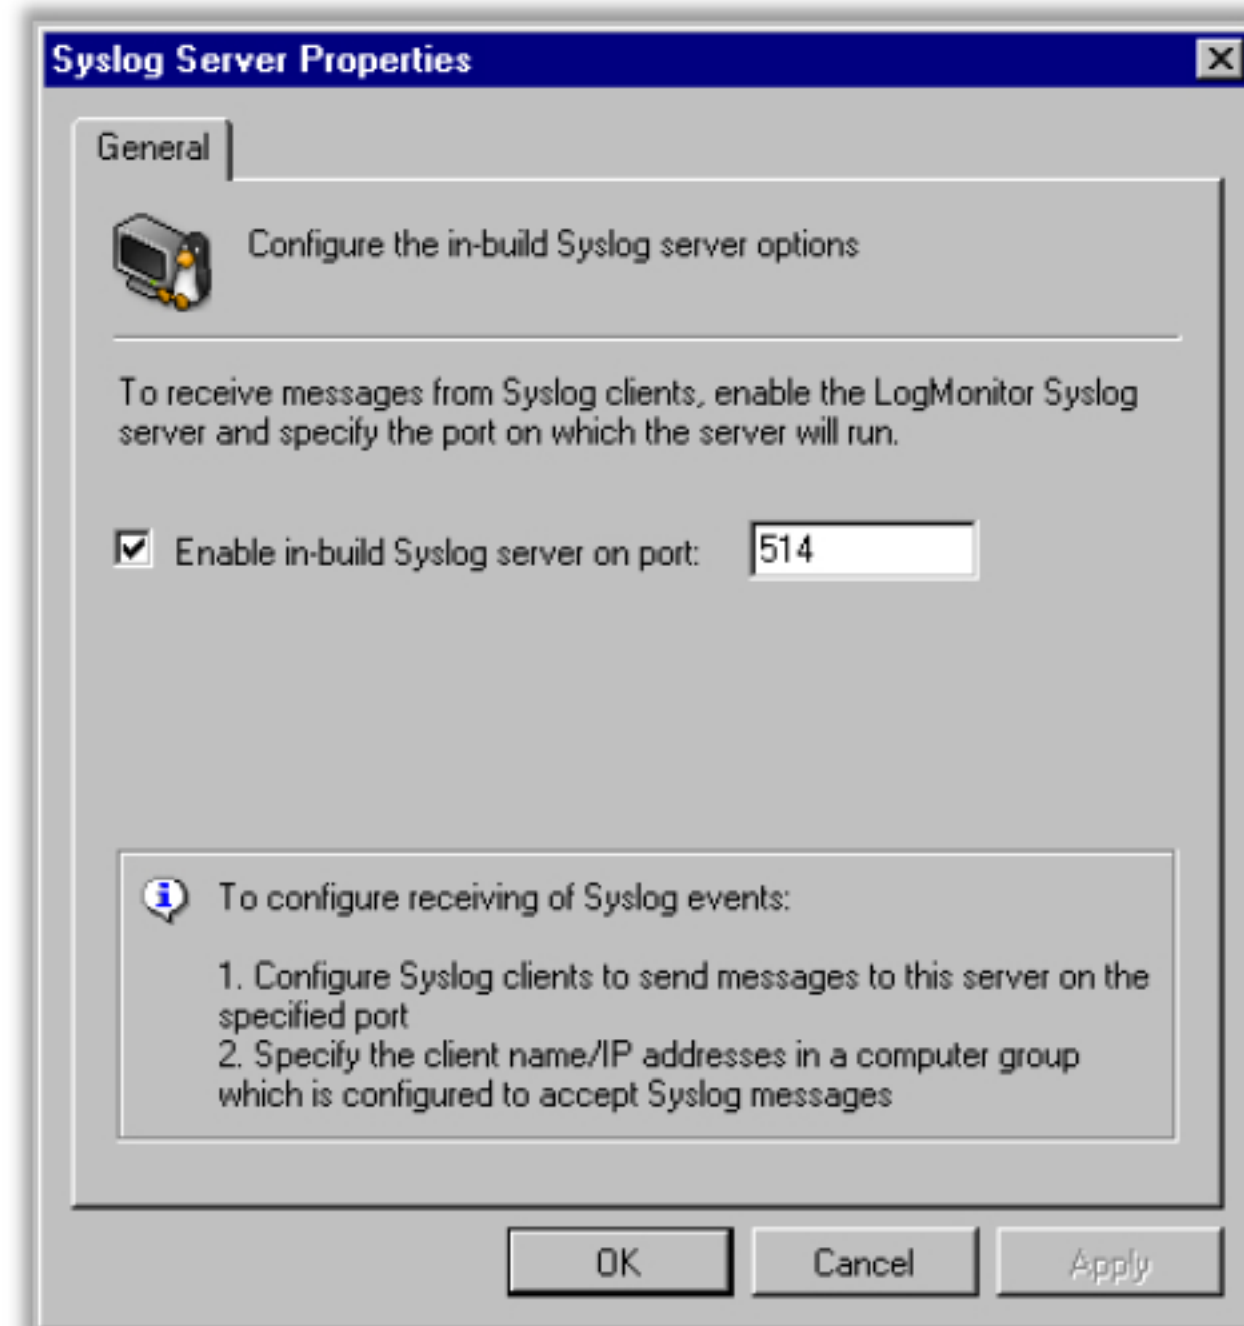 Syslog Server Properties
General
Configure the in-build Syslog server options
To receive messages from Syslog clients, enable the LogMonitor Syslog
server and specify the port on which the server will run.
Enable in-build Syslog server on port: 514
To configure receiving of Syslog events:
1. Configure Syslog clients to send messages to this server on the
specified port
2. Specify the client name/IP addresses in a computer group
which is configured to accept Syslog messages
OK Cancel Apply